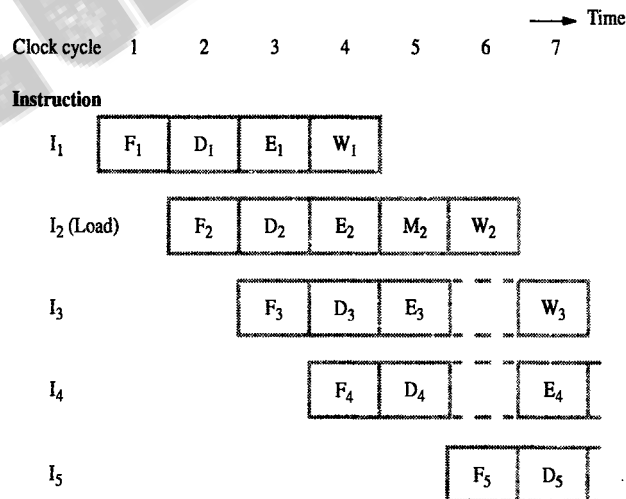 Time
Clock cycle 1 2 3 4 5 6 7
Instruction
I₁ F₁ D₁ E₁ W₁
I₂ (Load) F₂ D₂ E₂ M₂ W₂
I₃ F₃ D₃ E₃ W₃
I₄ F₄ D₄ E₄
I₅ F₅ D₅